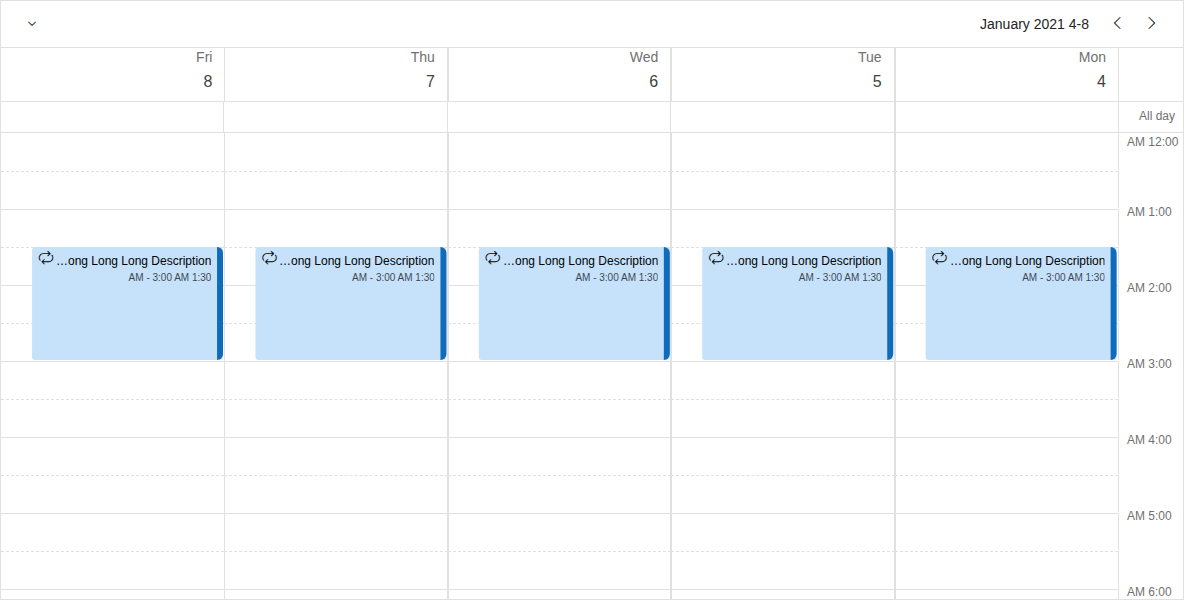 January 2021 4-8
Mon
4
Tue
5
Wed
6
Thu
7
Fri
8
All day
AM 12:00
AM 1:00
AM 2:00
AM 3:00
AM 4:00
AM 5:00
AM 6:00
...ong Long Long Description
AM - 3:00 AM 1:30
...ong Long Long Description
AM - 3:00 AM 1:30
...ong Long Long Description
AM - 3:00 AM 1:30
...ong Long Long Description
AM - 3:00 AM 1:30
...ong Long Long Description
AM - 3:00 AM 1:30